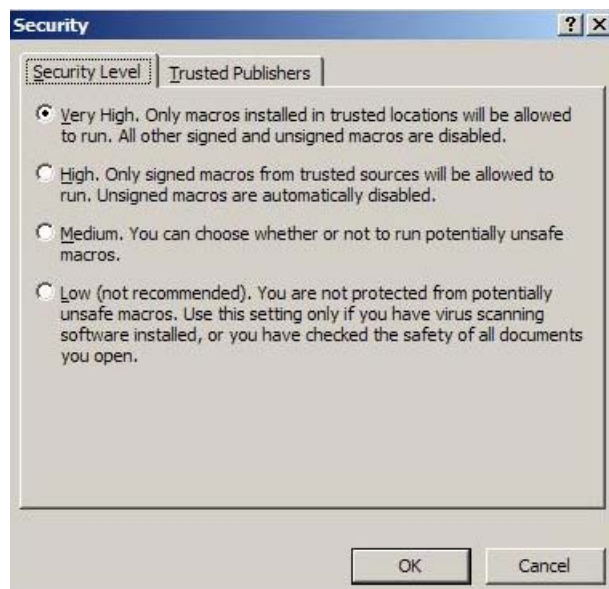 Security
Security Level
Trusted Publishers
Very High. Only macros installed in trusted locations will be allowed
to run. All other signed and unsigned macros are disabled.
High. Only signed macros from trusted sources will be allowed to
run. Unsigned macros are automatically disabled.
Medium. You can choose whether or not to run potentially unsafe
macros.
Low (not recommended). You are not protected from potentially
unsafe macros. Use this setting only if you have virus scanning
software installed, or you have checked the safety of all documents
you open.
OK
Cancel